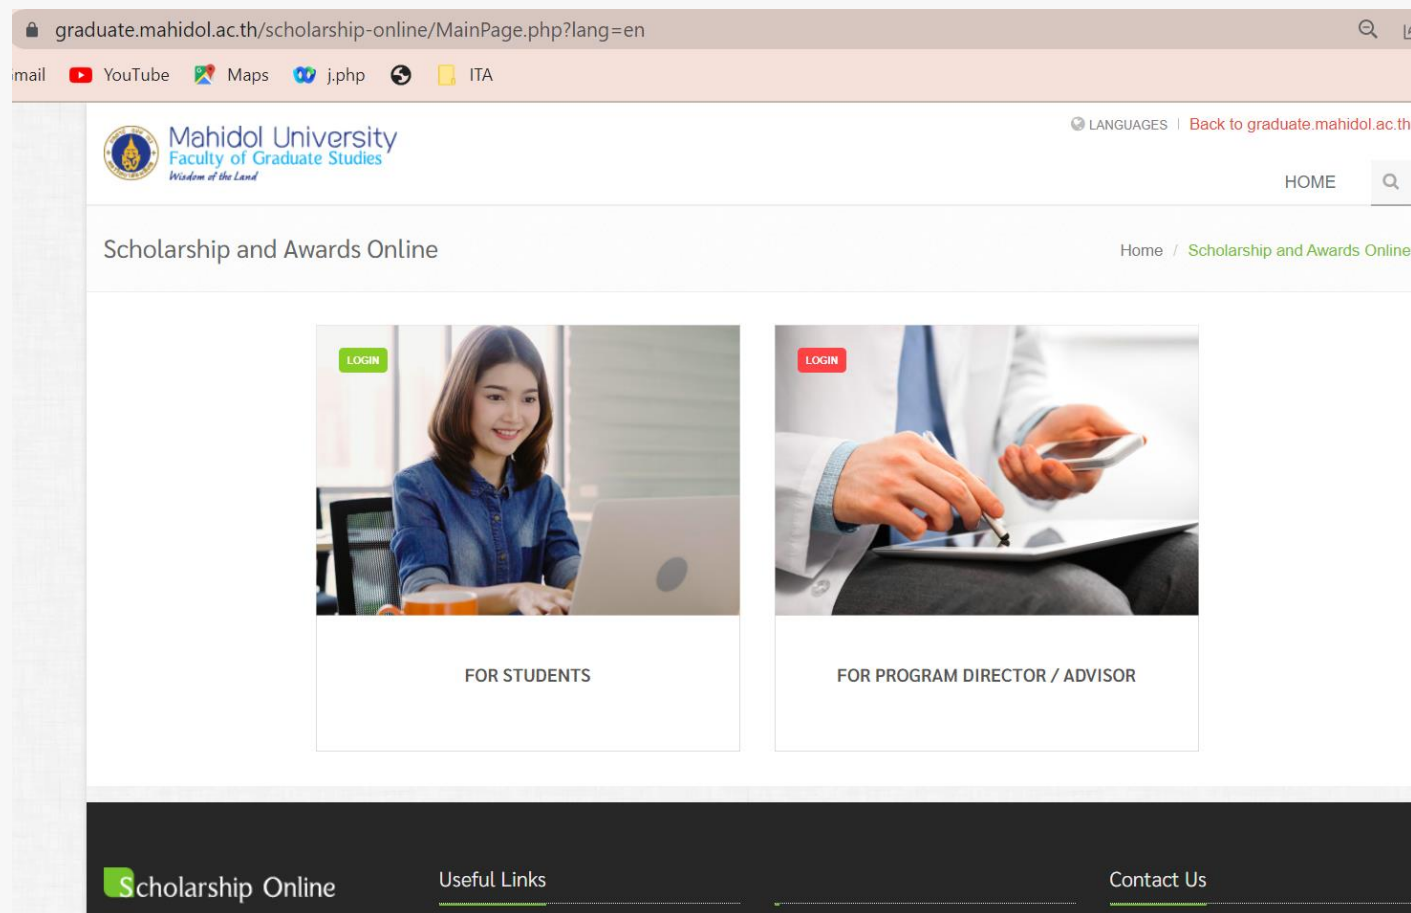 graduate.mahidol.ac.th/scholarship-online/MainPage.php?lang=en
mail YouTube Maps j.php ITA
Mahidol University
Faculty of Graduate Studies
Wisdom of the Land
LANGUAGES | Back to graduate.mahidol.ac.th
HOME
Scholarship and Awards Online
Home / Scholarship and Awards Online
LOGIN
LOGIN
FOR STUDENTS
FOR PROGRAM DIRECTOR / ADVISOR
Scholarship Online
Useful Links
Contact Us